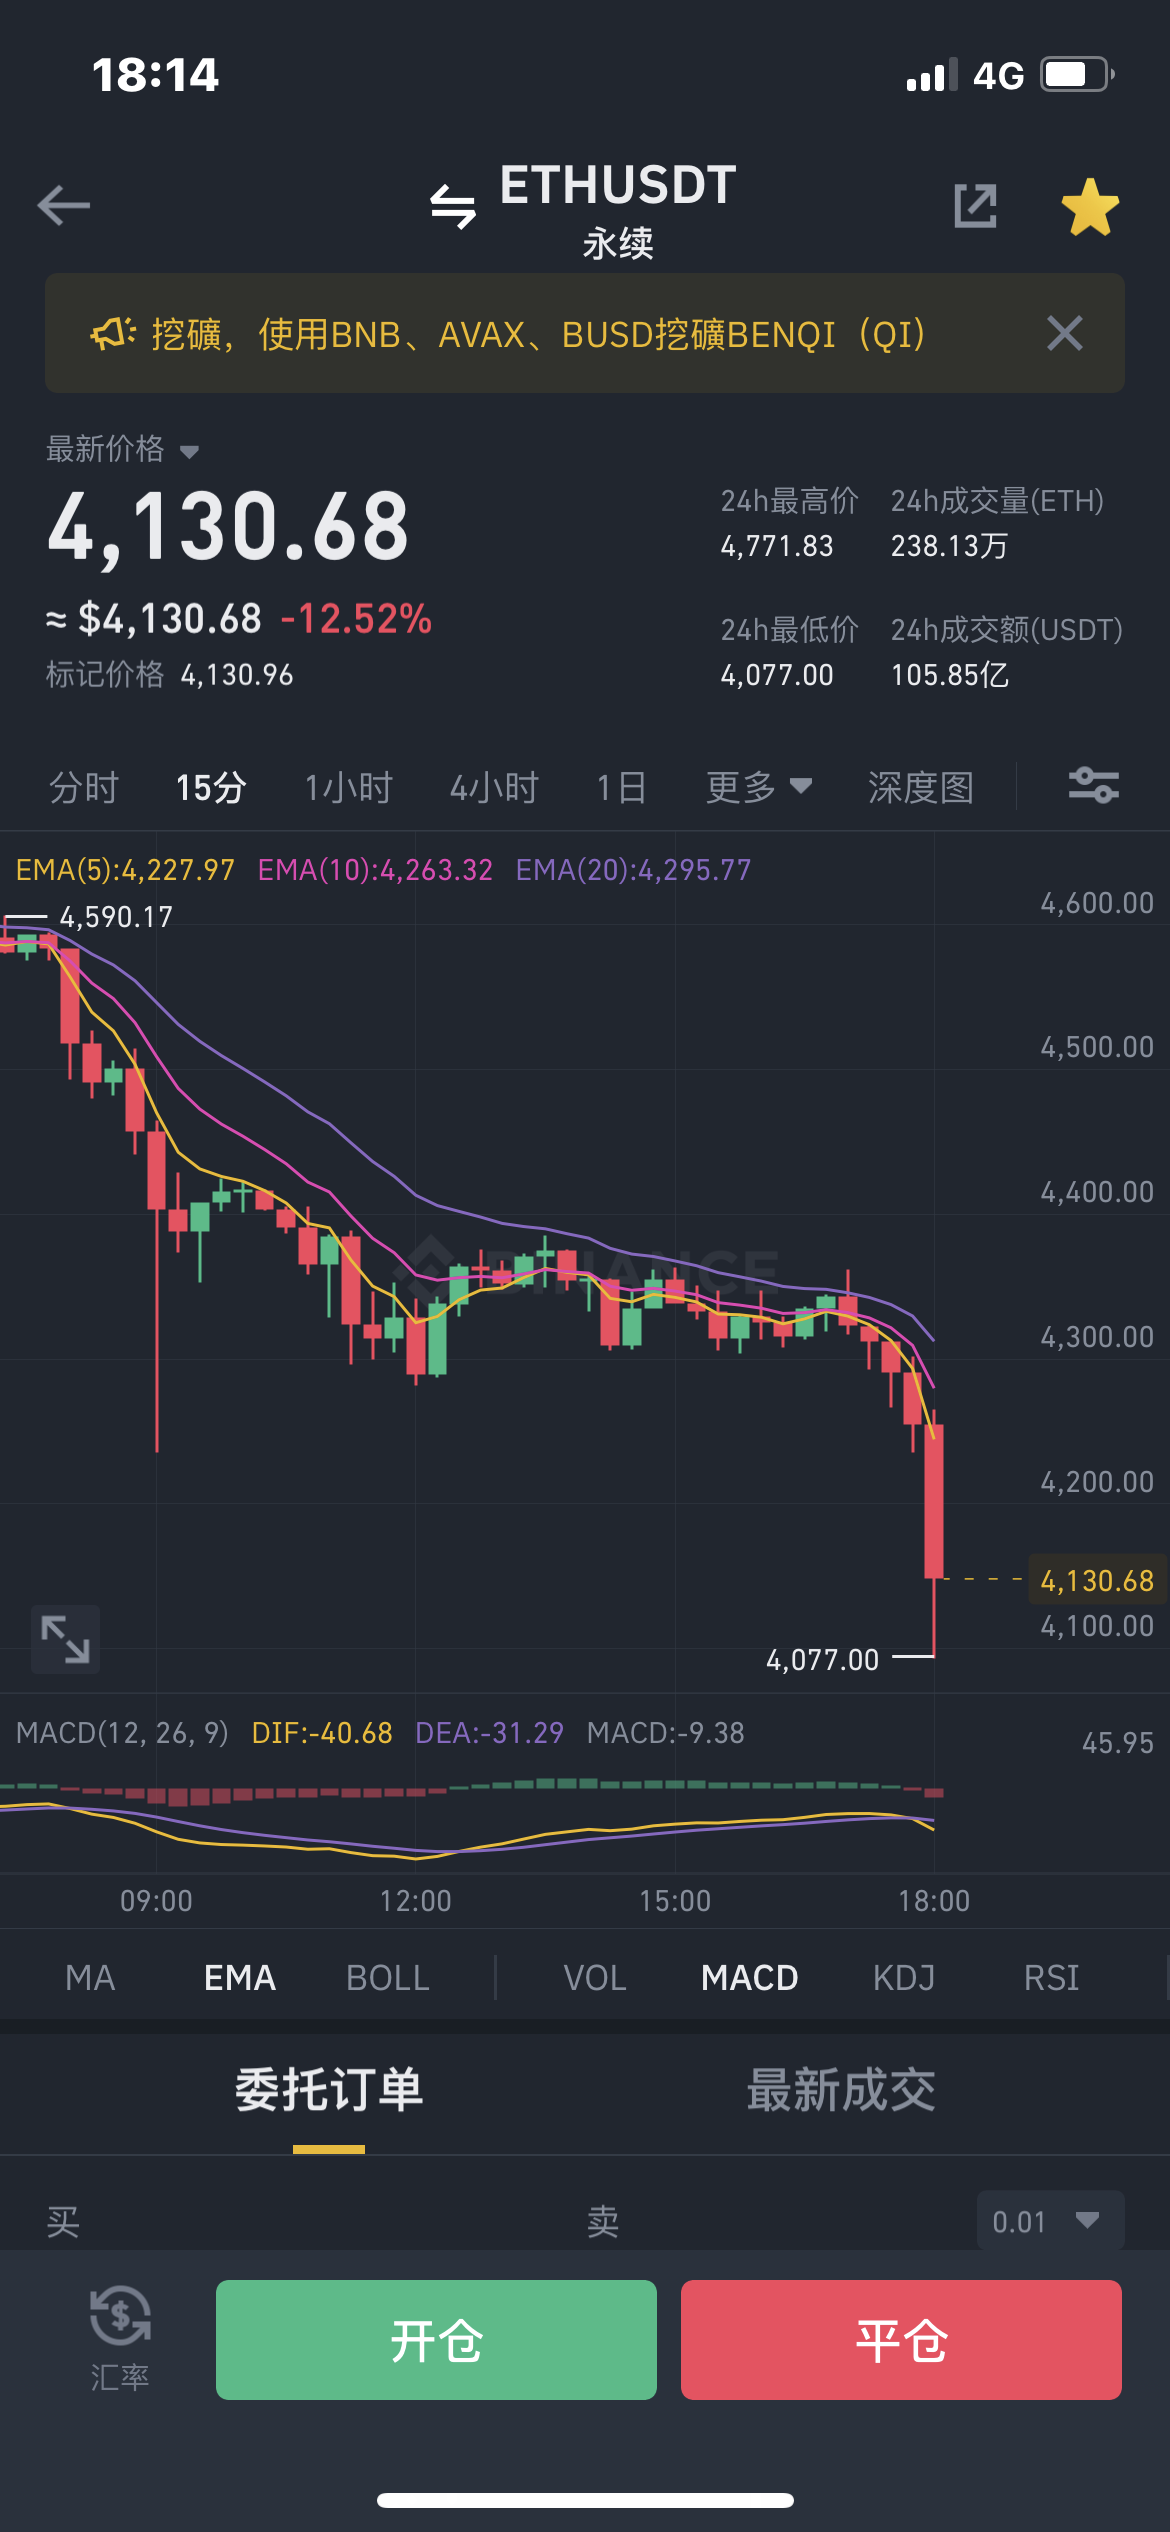 18:14
4G
ETHUSDT
永续
挖礦，使用BNB、AVAX、BUSD挖礦BENQI（QI）
最新价格
4,130.68
≈ $4,130.68 -12.52%
标记价格 4,130.96
24h最高价 24h成交量(ETH)
4,771.83 238.13万
24h最低价 24h成交额(USDT)
4,077.00 105.85亿
分时 15分 1小时 4小时 1日 更多 深度图
EMA(5):4,227.97 EMA(10):4,263.32 EMA(20):4,295.77
4,590.17
4,600.00
4,500.00
4,400.00
BINANCE
4,300.00
4,200.00
4,130.68
4,100.00
4,077.00
MACD(12, 26, 9) DIF:-40.68 DEA:-31.29 MACD:-9.38
45.95
09:00 12:00 15:00 18:00
MA EMA BOLL VOL MACD KDJ RSI
委托订单 最新成交
买 卖 0.01
汇率
开仓 平仓